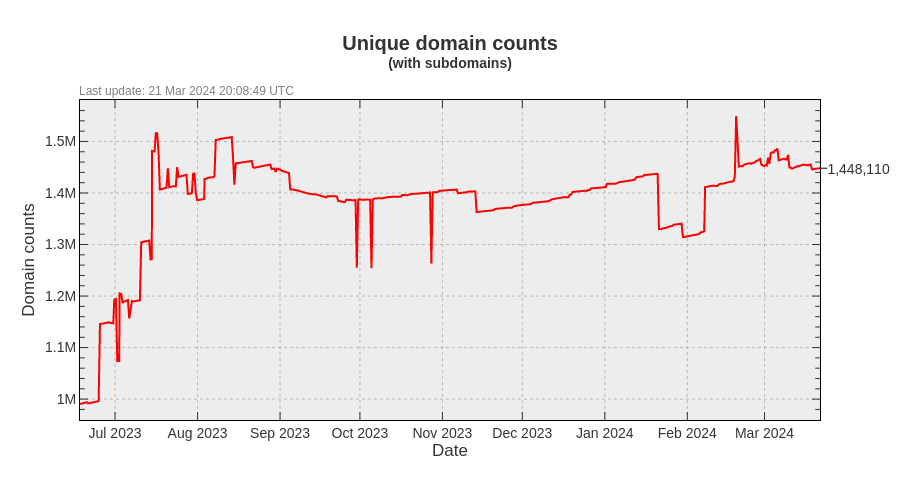 Unique domain counts
(with subdomains)
Last update: 21 Mar 2024 20:08:49 UTC
1.5M
1.4M
1.3M
1.2M
1.1M
1M
Domain counts
1,448,110
Jul 2023 Aug 2023 Sep 2023 Oct 2023 Nov 2023 Dec 2023 Jan 2024 Feb 2024 Mar 2024
Date